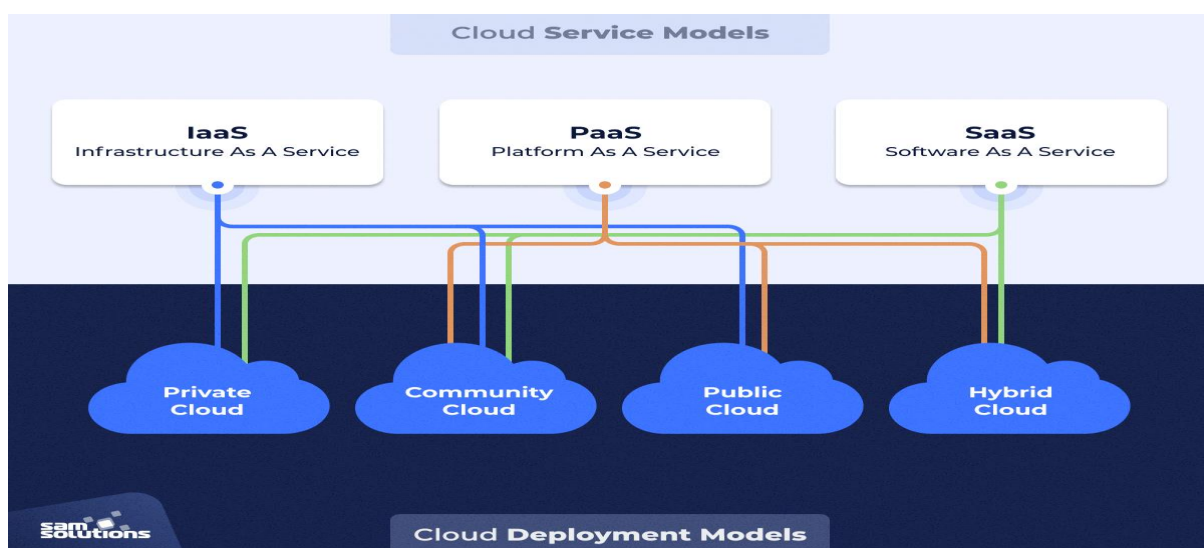 Cloud Service Models
IaaS
Infrastructure As A Service
PaaS
Platform As A Service
SaaS
Software As A Service
Private
Cloud
Community
Cloud
Public
Cloud
Hybrid
Cloud
sam
solutions
Cloud Deployment Models